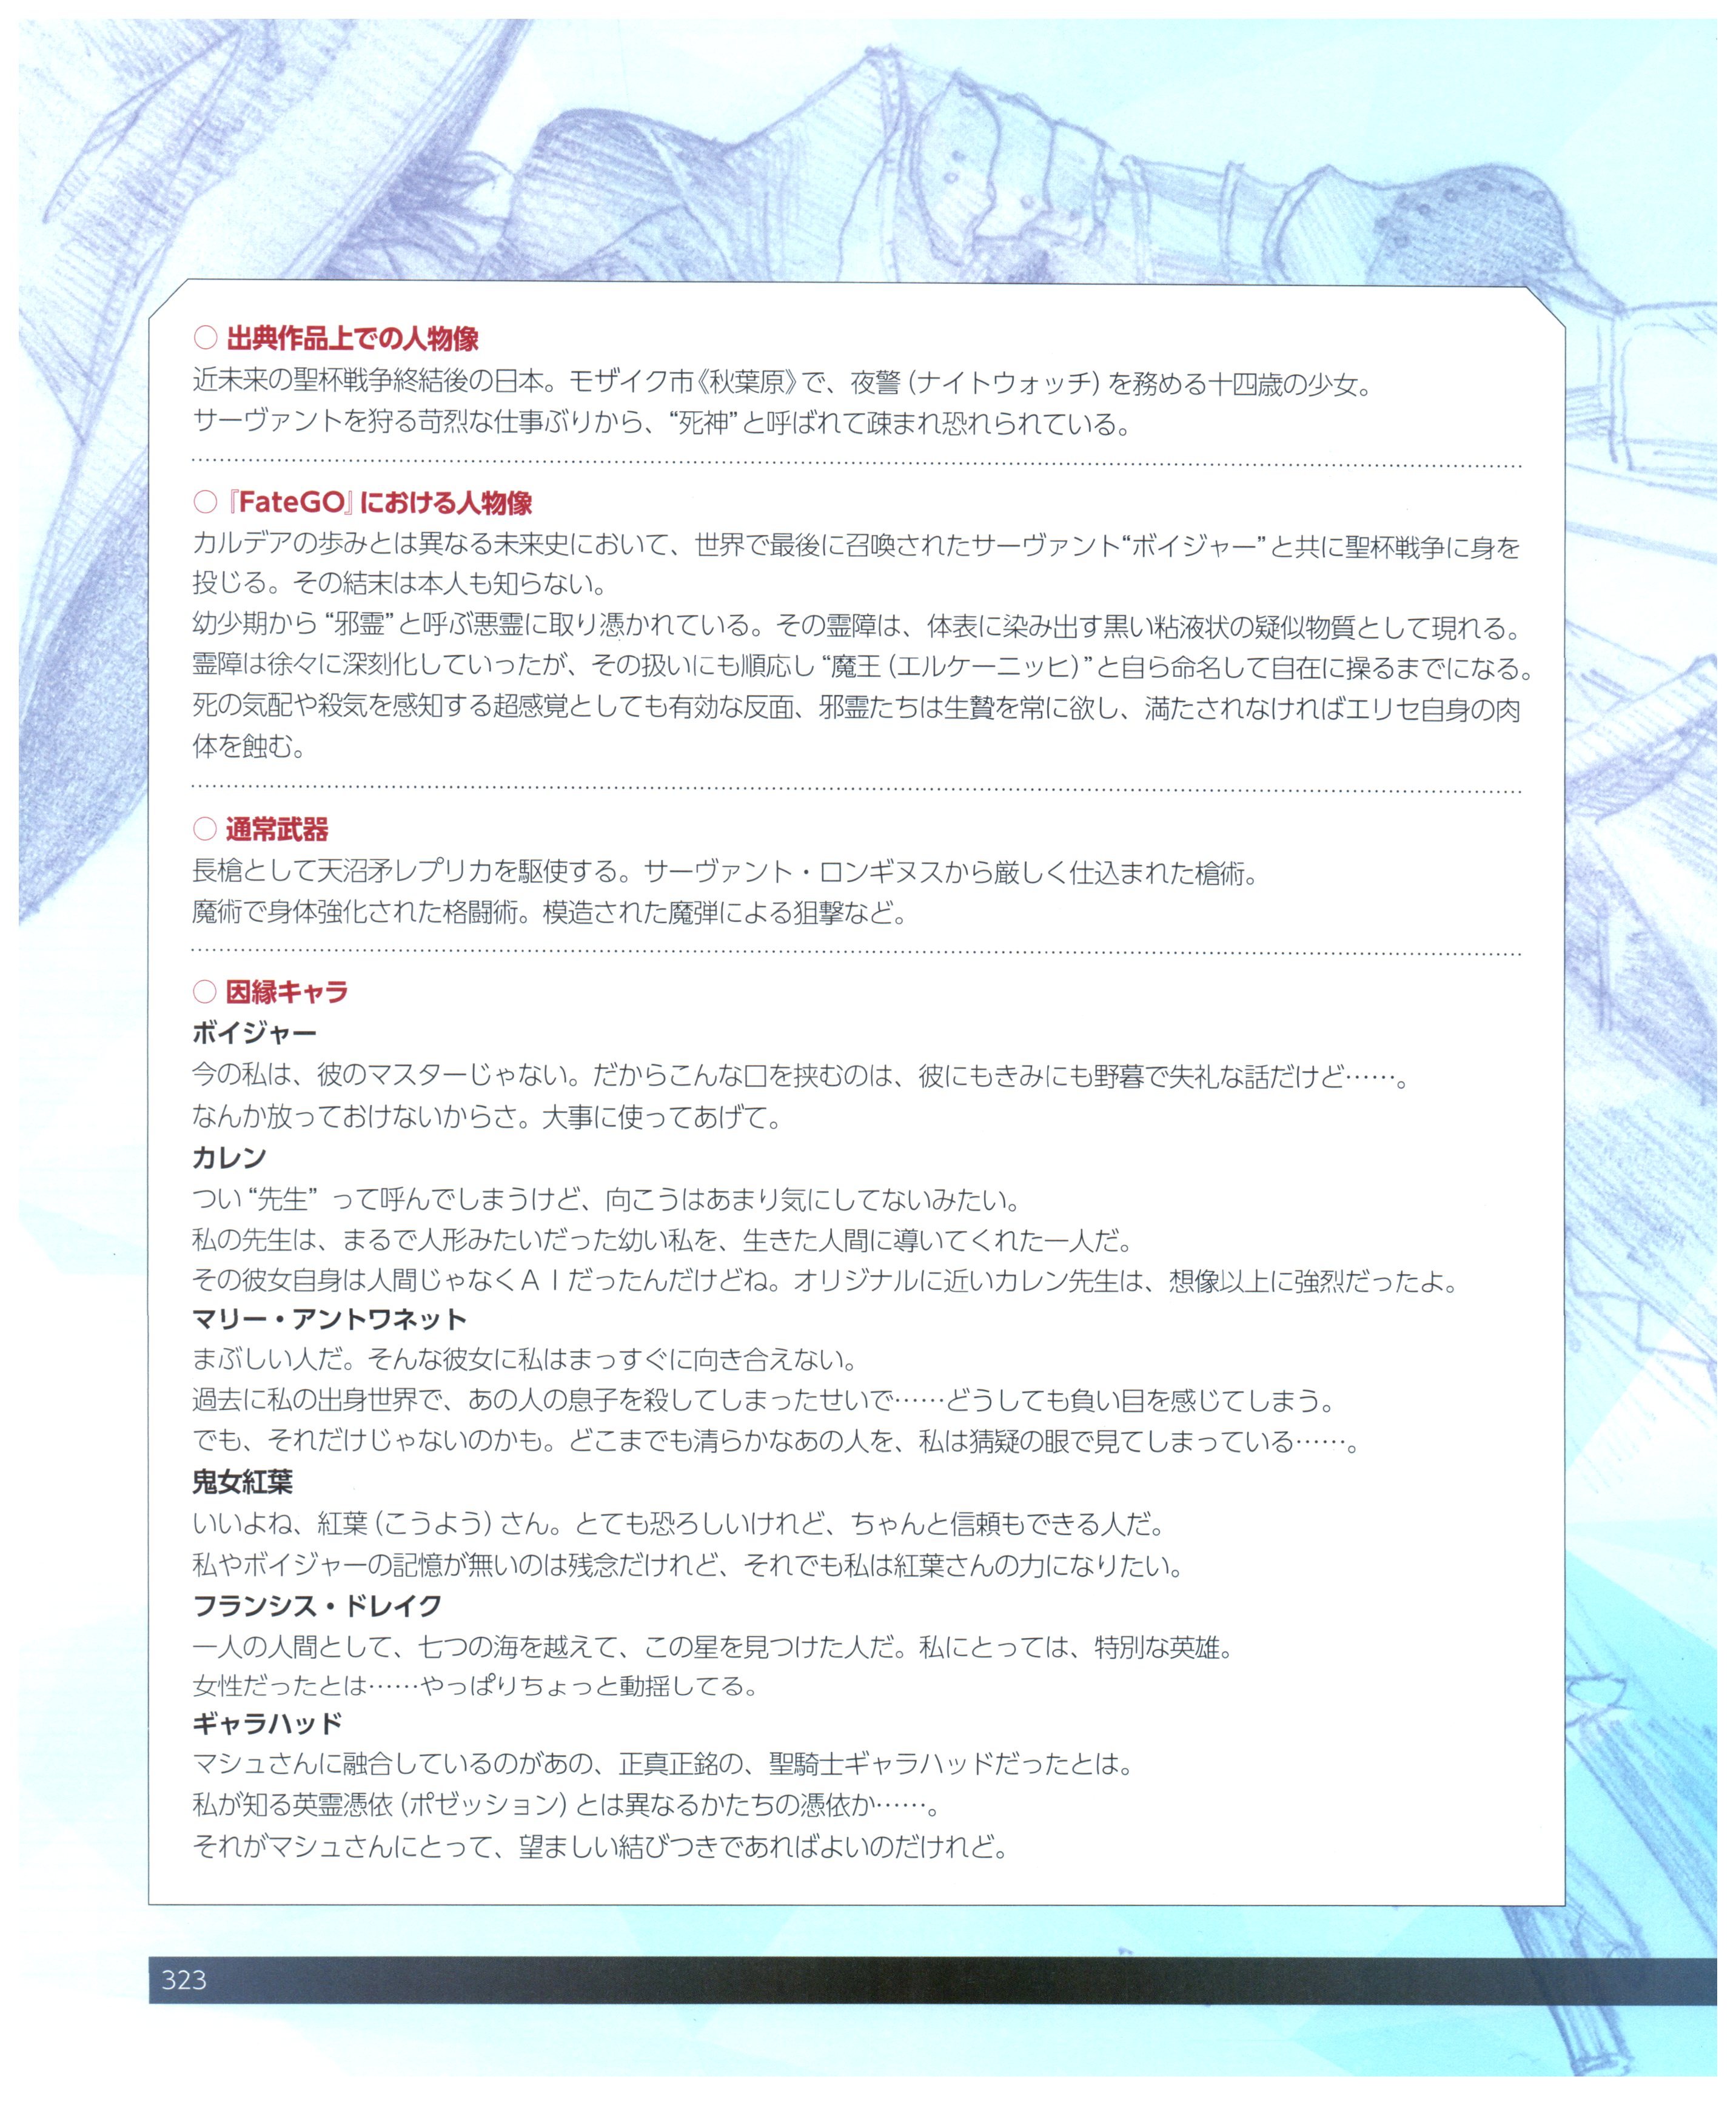 ○ 出典作品上での人物像
近未来の聖杯戦争終結後の日本。モザイク市《秋葉原》で、夜警（ナイトウォッチ）を務める十四歳の少女。
サーヴァントを狩る苛烈な仕事ぶりから、“死神”と呼ばれて疎まれ恐れられている。
○『FateGO』における人物像
カルデアの歩みとは異なる未来史において、世界で最後に召喚されたサーヴァント“ボイジャー”と共に聖杯戦争に身を
投じる。その結末は本人も知らない。
幼少期から“邪霊”と呼ぶ悪霊に取り憑かれている。その霊障は、体表に染み出す黒い粘液状の疑似物質として現れる。
霊障は徐々に深刻化していったが、その扱いにも順応し“魔王（エルケーニッヒ）”と自ら命名して自在に操るまでになる。
死の気配や殺気を感知する超感覚としても有効な反面、邪霊たちは生贄を常に欲し、満たされなければエリセ自身の肉
体を蝕む。
○ 通常武器
長槍として天沼矛レプリカを駆使する。サーヴァント・ロンギヌスから厳しく仕込まれた槍術。
魔術で身体強化された格闘術。模造された魔弾による狙撃など。
○ 因縁キャラ
ボイジャー
今の私は、彼のマスターじゃない。だからこんな口を挟むのは、彼にもきみにも野暮で失礼な話だけど……。
なんか放っておけないからさ。大事に使ってあげて。
カレン
つい“先生”って呼んでしまうけど、向こうはあまり気にしてないみたい。
私の先生は、まるで人形みたいだった幼い私を、生きた人間に導いてくれた一人だ。
その彼女自身は人間じゃなくＡＩだったんだけどね。オリジナルに近いカレン先生は、想像以上に強烈だったよ。
マリー・アントワネット
まぶしい人だ。そんな彼女に私はまっすぐに向き合えない。
過去に私の出身世界で、あの人の息子を殺してしまったせいで……どうしても負い目を感じてしまう。
でも、それだけじゃないのかも。どこまでも清らかなあの人を、私は猜疑の眼で見てしまっている……。
鬼女紅葉
いいよね、紅葉（こうよう）さん。とても恐ろしいけれど、ちゃんと信頼もできる人だ。
私やボイジャーの記憶が無いのは残念だけれど、それでも私は紅葉さんの力になりたい。
フランシス・ドレイク
一人の人間として、七つの海を越えて、この星を見つけた人だ。私にとっては、特別な英雄。
女性だったとは……やっぱりちょっと動揺してる。
ギャラハッド
マシュさんに融合しているのがあの、正真正銘の、聖騎士ギャラハッドだったとは。
私が知る英霊憑依（ポゼッション）とは異なるかたちの憑依か……。
それがマシュさんにとって、望ましい結びつきであればよいのだけれど。
323